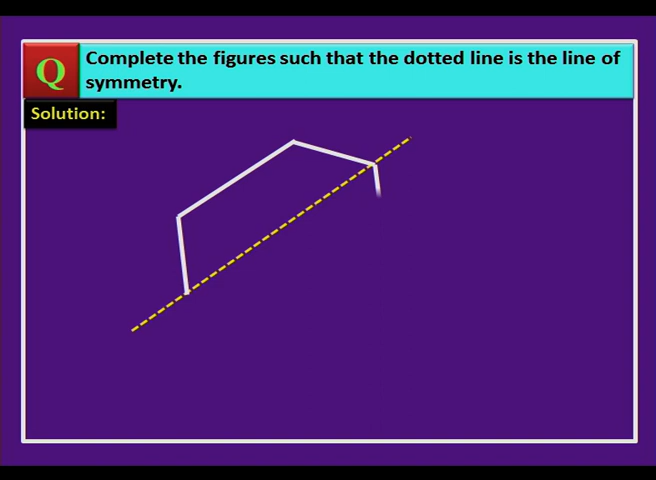 Q
Complete the figures such that the dotted line is the line of
symmetry.
Solution: